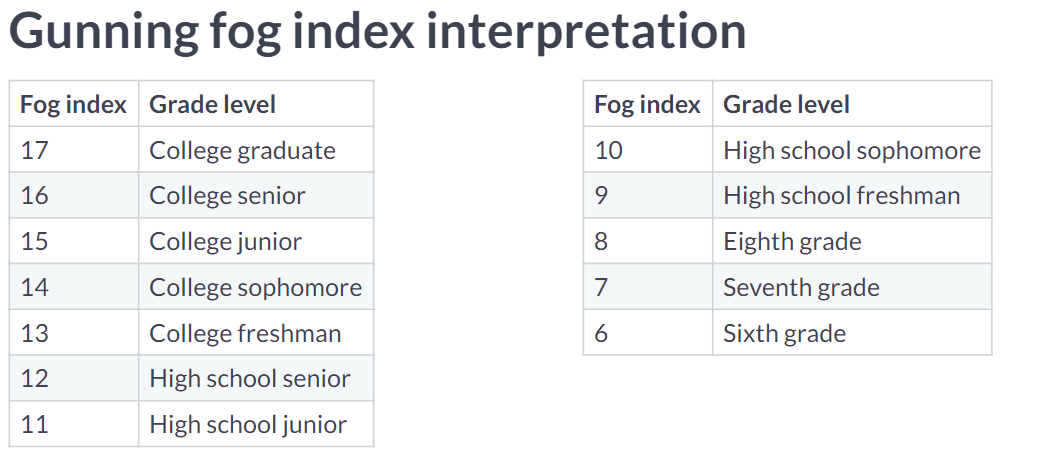 Gunning fog index interpretation
Fog index Grade level
17 College graduate
16 College senior
15 College junior
14 College sophomore
13 College freshman
12 High school senior
11 High school junior
Fog index Grade level
10 High school sophomore
9 High school freshman
8 Eighth grade
7 Seventh grade
6 Sixth grade